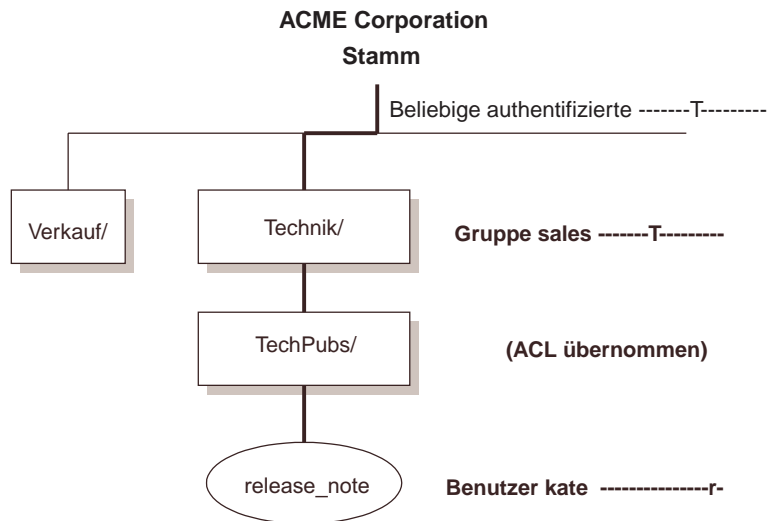 ACME Corporation
Stamm
Beliebige authentifizierte -------T---------
Verkauf/
Technik/
Gruppe sales -------T---------
TechPubs/
(ACL übernommen)
release_note
Benutzer kate ---------------r-